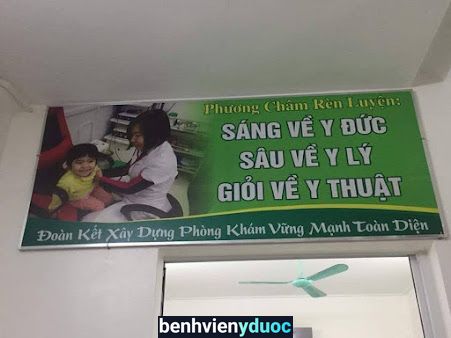 Phương Châm Rèn Luyện:
SÁNG VỀ Y ĐỨC
SÂU VỀ Y LÝ
GIỎI VỀ Y THUẬT
Đoàn Kết Xây Dựng Phòng Khám Vững Mạnh Toàn Diện
benhvienyduoc